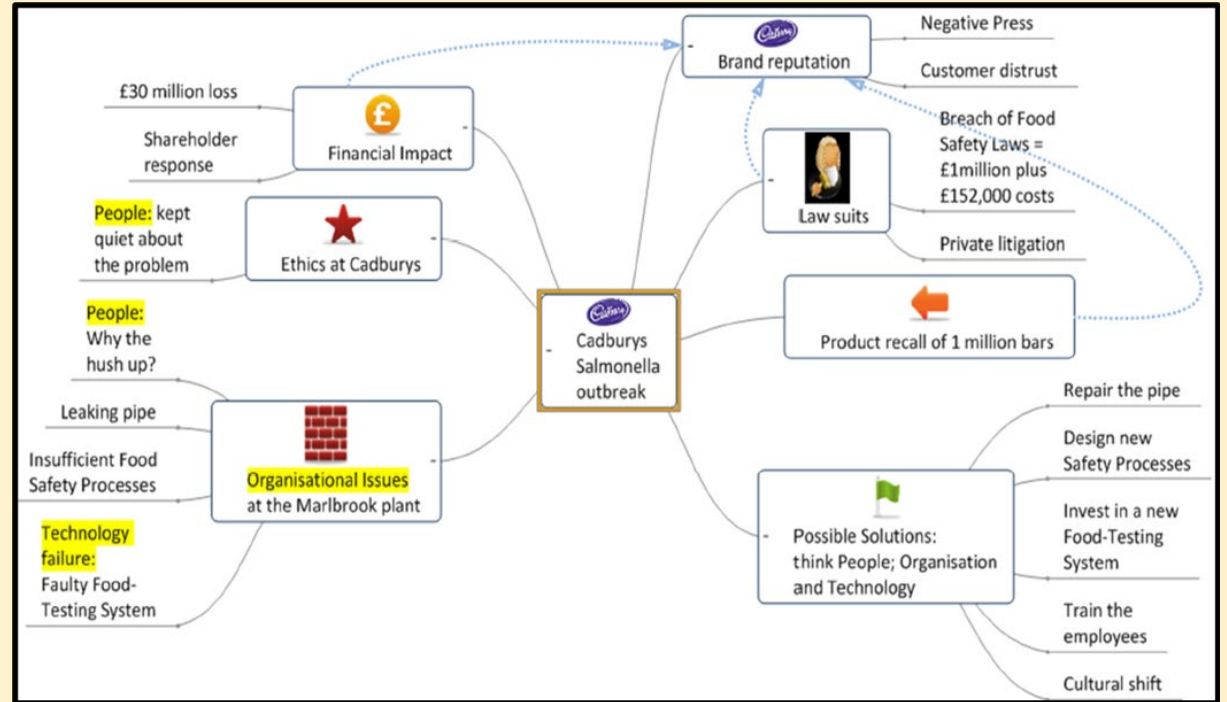 Cadbury
Brand reputation
Negative Press
Customer distrust
£30 million loss
Shareholder
response
£
Financial Impact
Breach of Food
Safety Laws =
£1million plus
£152,000 costs
Law suits
Private litigation
People: kept
quiet about
the problem
Ethics at Cadburys
Product recall of 1 million bars
Cadbury
Cadburys
Salmonella
outbreak
People:
Why the
hush up?
Leaking pipe
Insufficient Food
Safety Processes
Technology
failure:
Faulty Food-
Testing System
Organisational Issues
at the Marlbrook plant
Possible Solutions:
think People; Organisation
and Technology
Repair the pipe
Design new
Safety Processes
Invest in a new
Food-Testing
System
Train the
employees
Cultural shift